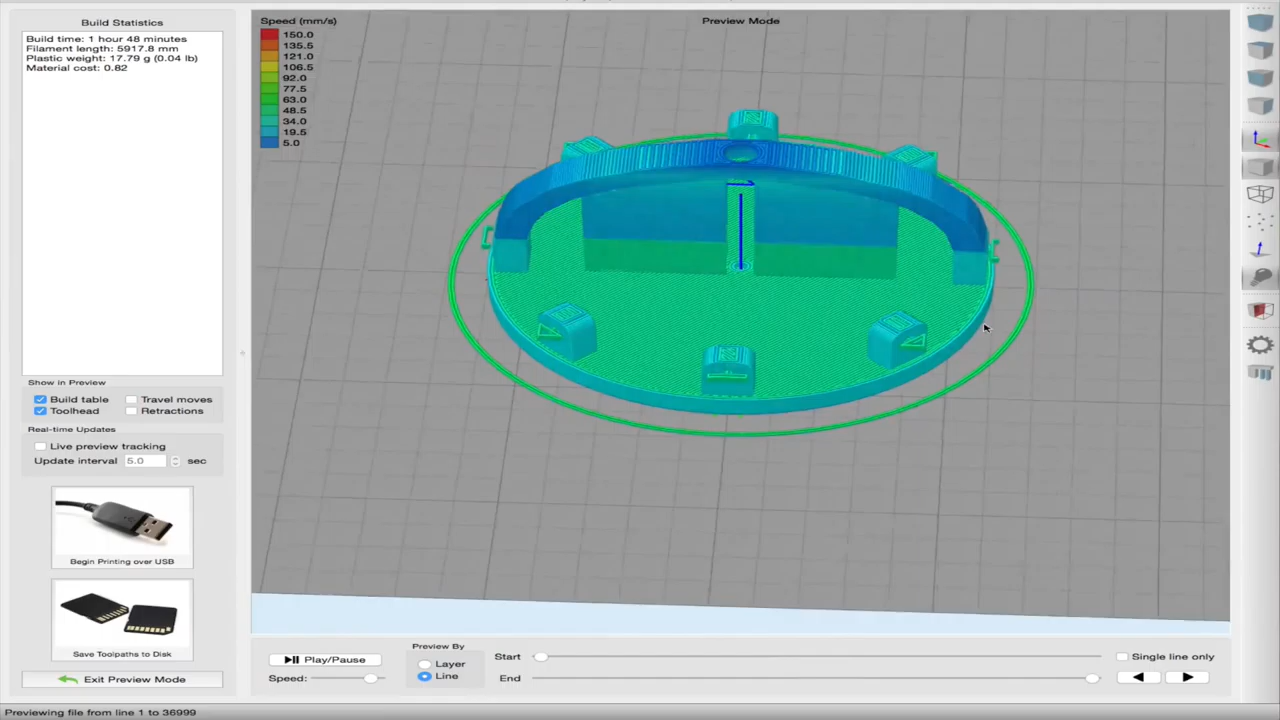 Build Statistics
Build time: 1 hour 48 minutes
Filament length: 5917.8 mm
Plastic weight: 17.79 g (0.04 lb)
Material cost: 0.82
Show in Preview
Build table
Travel moves
Toolhead
Retractions
Real-time Updates
Live preview tracking
Update interval 5.0 sec
Begin Printing over USB
Save Toolpaths to Disk
Exit Preview Mode
Speed (mm/s)
150.0
135.5
121.0
106.5
92.0
77.5
63.0
48.5
34.0
19.5
5.0
Preview Mode
Play/Pause
Speed:
Preview By
Layer
Line
Start
End
Single line only
Previewing file from line 1 to 36999